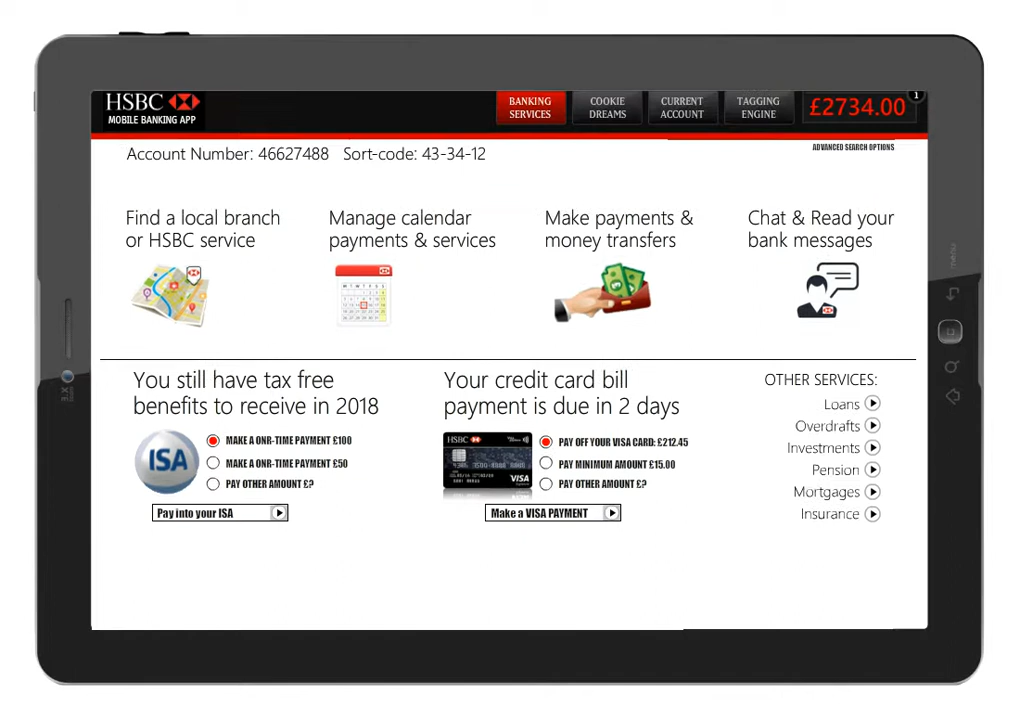 HSBC
MOBILE BANKING APP
BANKING
SERVICES
COOKIE
DREAMS
CURRENT
ACCOUNT
TAGGING
ENGINE
£2734.00
1
Account Number: 46627488 Sort-code: 43-34-12
ADVANCED SEARCH OPTIONS
Find a local branch
or HSBC service
Manage calendar
payments & services
Make payments &
money transfers
Chat & Read your
bank messages
You still have tax free
benefits to receive in 2018
ISA
MAKE A ONR-TIME PAYMENT £100
MAKE A ONR-TIME PAYMENT £50
PAY OTHER AMOUNT £?
Pay into your ISA
Your credit card bill
payment is due in 2 days
HSBC
VISA
PAY OFF YOUR VISA CARD: £212.45
PAY MINIMUM AMOUNT £15.00
PAY OTHER AMOUNT £?
Make a VISA PAYMENT
OTHER SERVICES:
Loans
Overdrafts
Investments
Pension
Mortgages
Insurance
menu